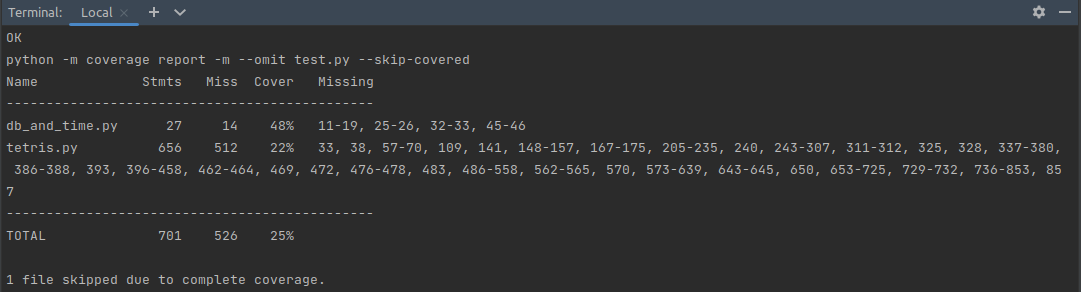 Terminal: Local × + ∨
OK
python -m coverage report -m --omit test.py --skip-covered
Name             Stmts   Miss  Cover   Missing
----------------------------------------------
db_and_time.py      27     14    48%   11-19, 25-26, 32-33, 45-46
tetris.py          656    512    22%   33, 38, 57-70, 109, 141, 148-157, 167-175, 205-235, 240, 243-307, 311-312, 325, 328, 337-380,
 386-388, 393, 396-458, 462-464, 469, 472, 476-478, 483, 486-558, 562-565, 570, 573-639, 643-645, 650, 653-725, 729-732, 736-853, 85
7
----------------------------------------------
TOTAL              701    526    25%
1 file skipped due to complete coverage.